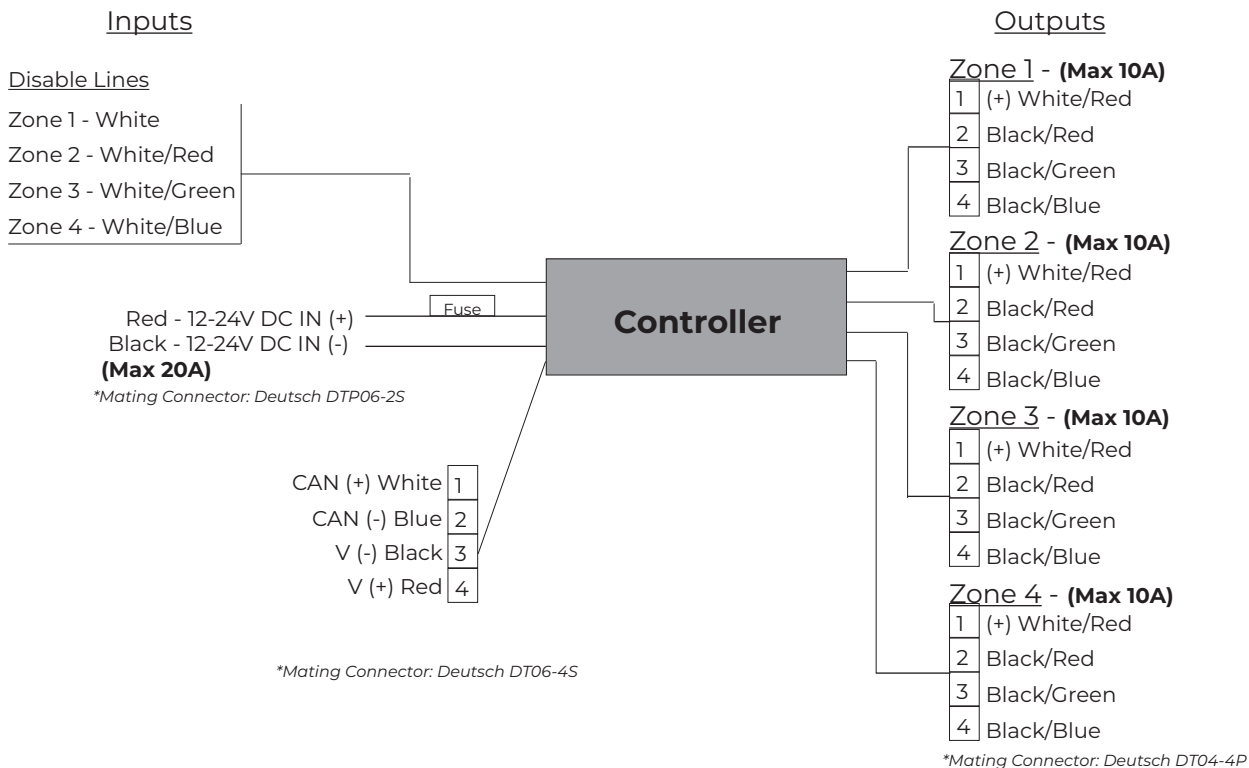 Inputs
Disable Lines
Zone 1 - White
Zone 2 - White/Red
Zone 3 - White/Green
Zone 4 - White/Blue
Fuse
Red - 12-24V DC IN (+)
Black - 12-24V DC IN (-)
(Max 20A)
*Mating Connector: Deutsch DTP06-2S
CAN (+) White 1
CAN (-) Blue 2
V (-) Black 3
V (+) Red 4
*Mating Connector: Deutsch DT06-4S
Controller
Outputs
Zone 1 - (Max 10A)
1 (+) White/Red
2 Black/Red
3 Black/Green
4 Black/Blue
Zone 2 - (Max 10A)
1 (+) White/Red
2 Black/Red
3 Black/Green
4 Black/Blue
Zone 3 - (Max 10A)
1 (+) White/Red
2 Black/Red
3 Black/Green
4 Black/Blue
Zone 4 - (Max 10A)
1 (+) White/Red
2 Black/Red
3 Black/Green
4 Black/Blue
*Mating Connector: Deutsch DT04-4P